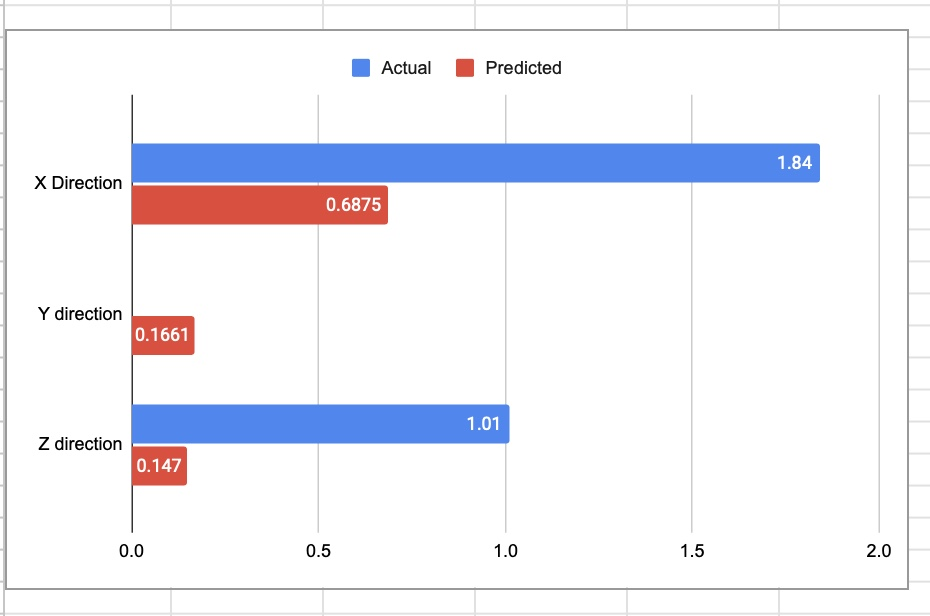 Actual Predicted
X Direction
1.84
0.6875
Y direction
0.1661
Z direction
1.01
0.147
0.0 0.5 1.0 1.5 2.0